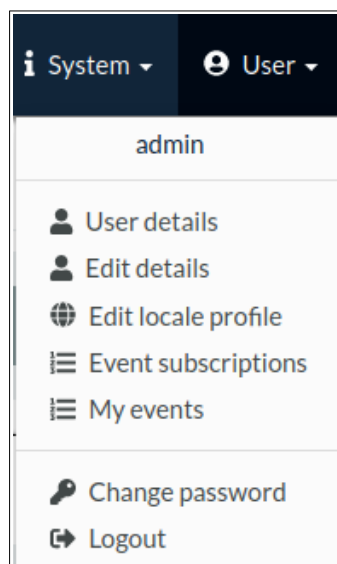 System User
admin
User details
Edit details
Edit locale profile
Event subscriptions
My events
Change password
Logout